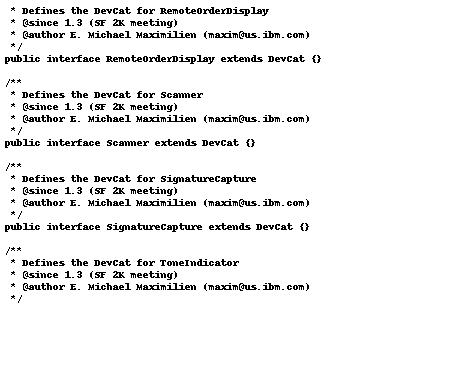 * Defines the DevCat for RemoteOrderDisplay
 * @since 1.3 (SF 2K meeting)
 * @author E. Michael Maximilien (maxim@us.ibm.com)
 */
public interface RemoteOrderDisplay extends DevCat {}
/**
 * Defines the DevCat for Scanner
 * @since 1.3 (SF 2K meeting)
 * @author E. Michael Maximilien (maxim@us.ibm.com)
 */
public interface Scanner extends DevCat {}
/**
 * Defines the DevCat for SignatureCapture
 * @since 1.3 (SF 2K meeting)
 * @author E. Michael Maximilien (maxim@us.ibm.com)
 */
public interface SignatureCapture extends DevCat {}
/**
 * Defines the DevCat for ToneIndicator
 * @since 1.3 (SF 2K meeting)
 * @author E. Michael Maximilien (maxim@us.ibm.com)
 */